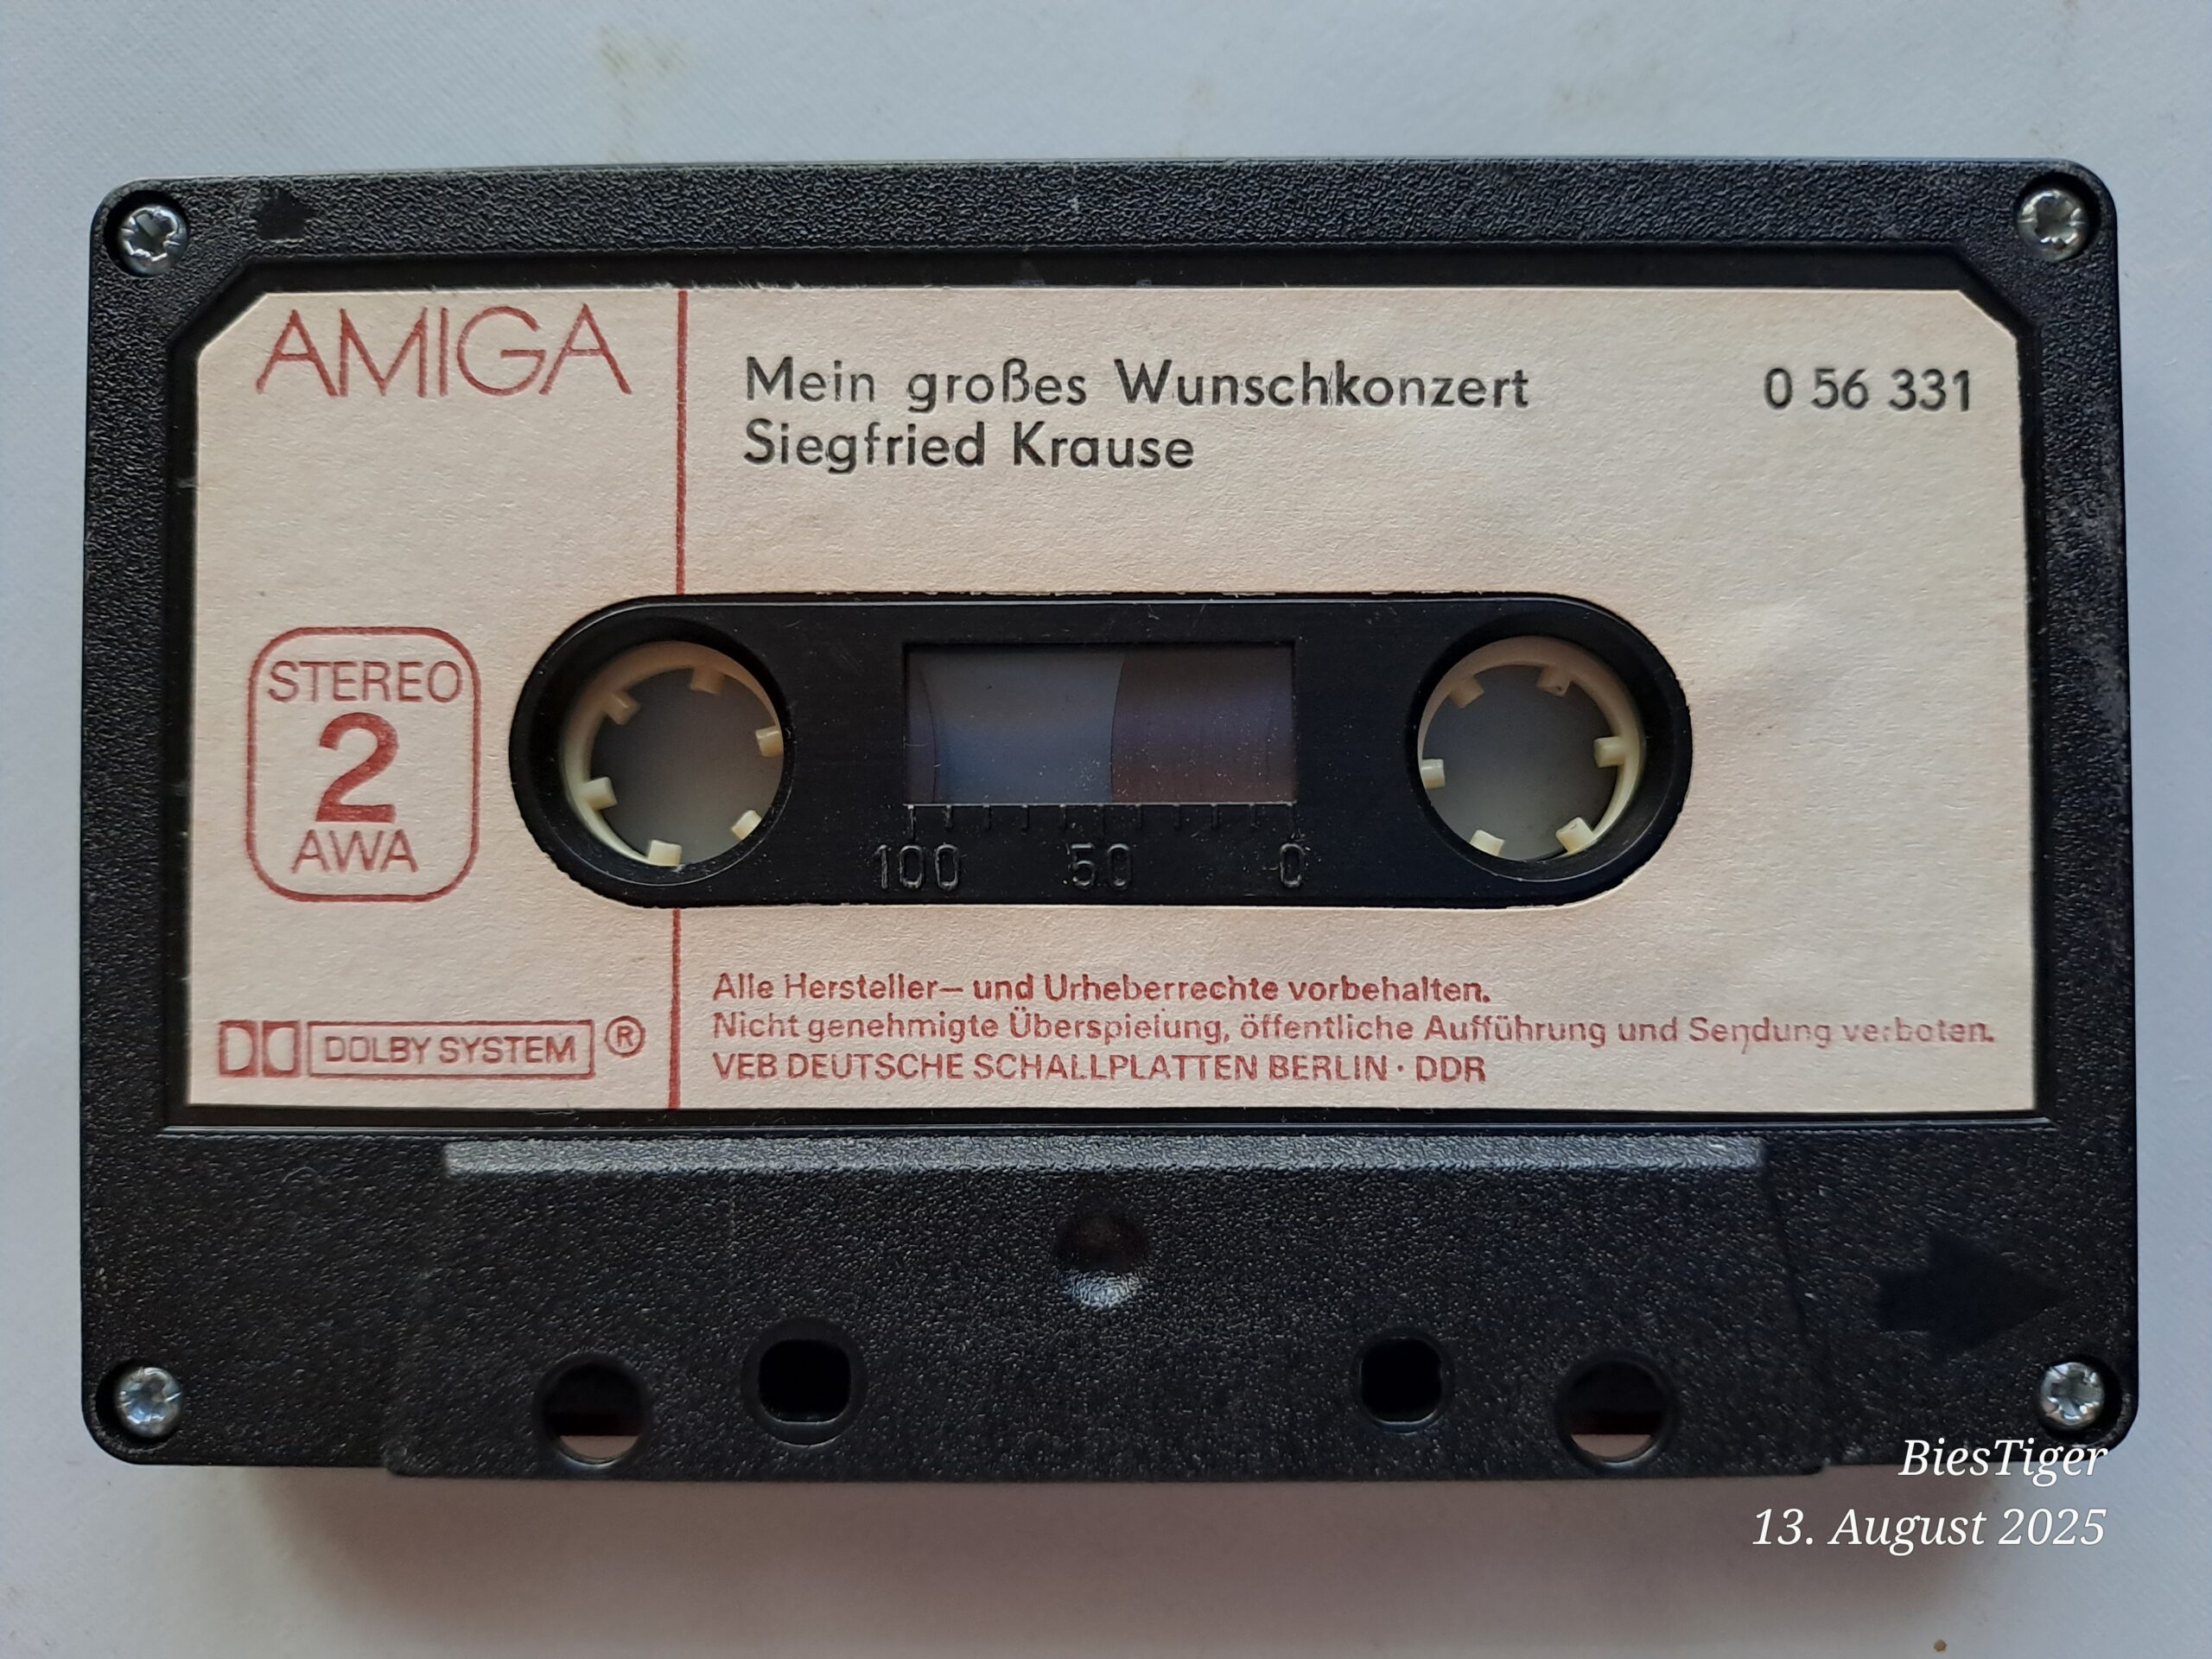 AMIGA
Mein großes Wunschkonzert
Siegfried Krause
0 56 331
STEREO
2
AWA
100 50 0
DOLBY SYSTEM ®
Alle Hersteller– und Urheberrechte vorbehalten.
Nicht genehmigte Überspielung, öffentliche Aufführung und Sendung verboten.
VEB DEUTSCHE SCHALLPLATTEN BERLIN · DDR
BiesTiger
13. August 2025